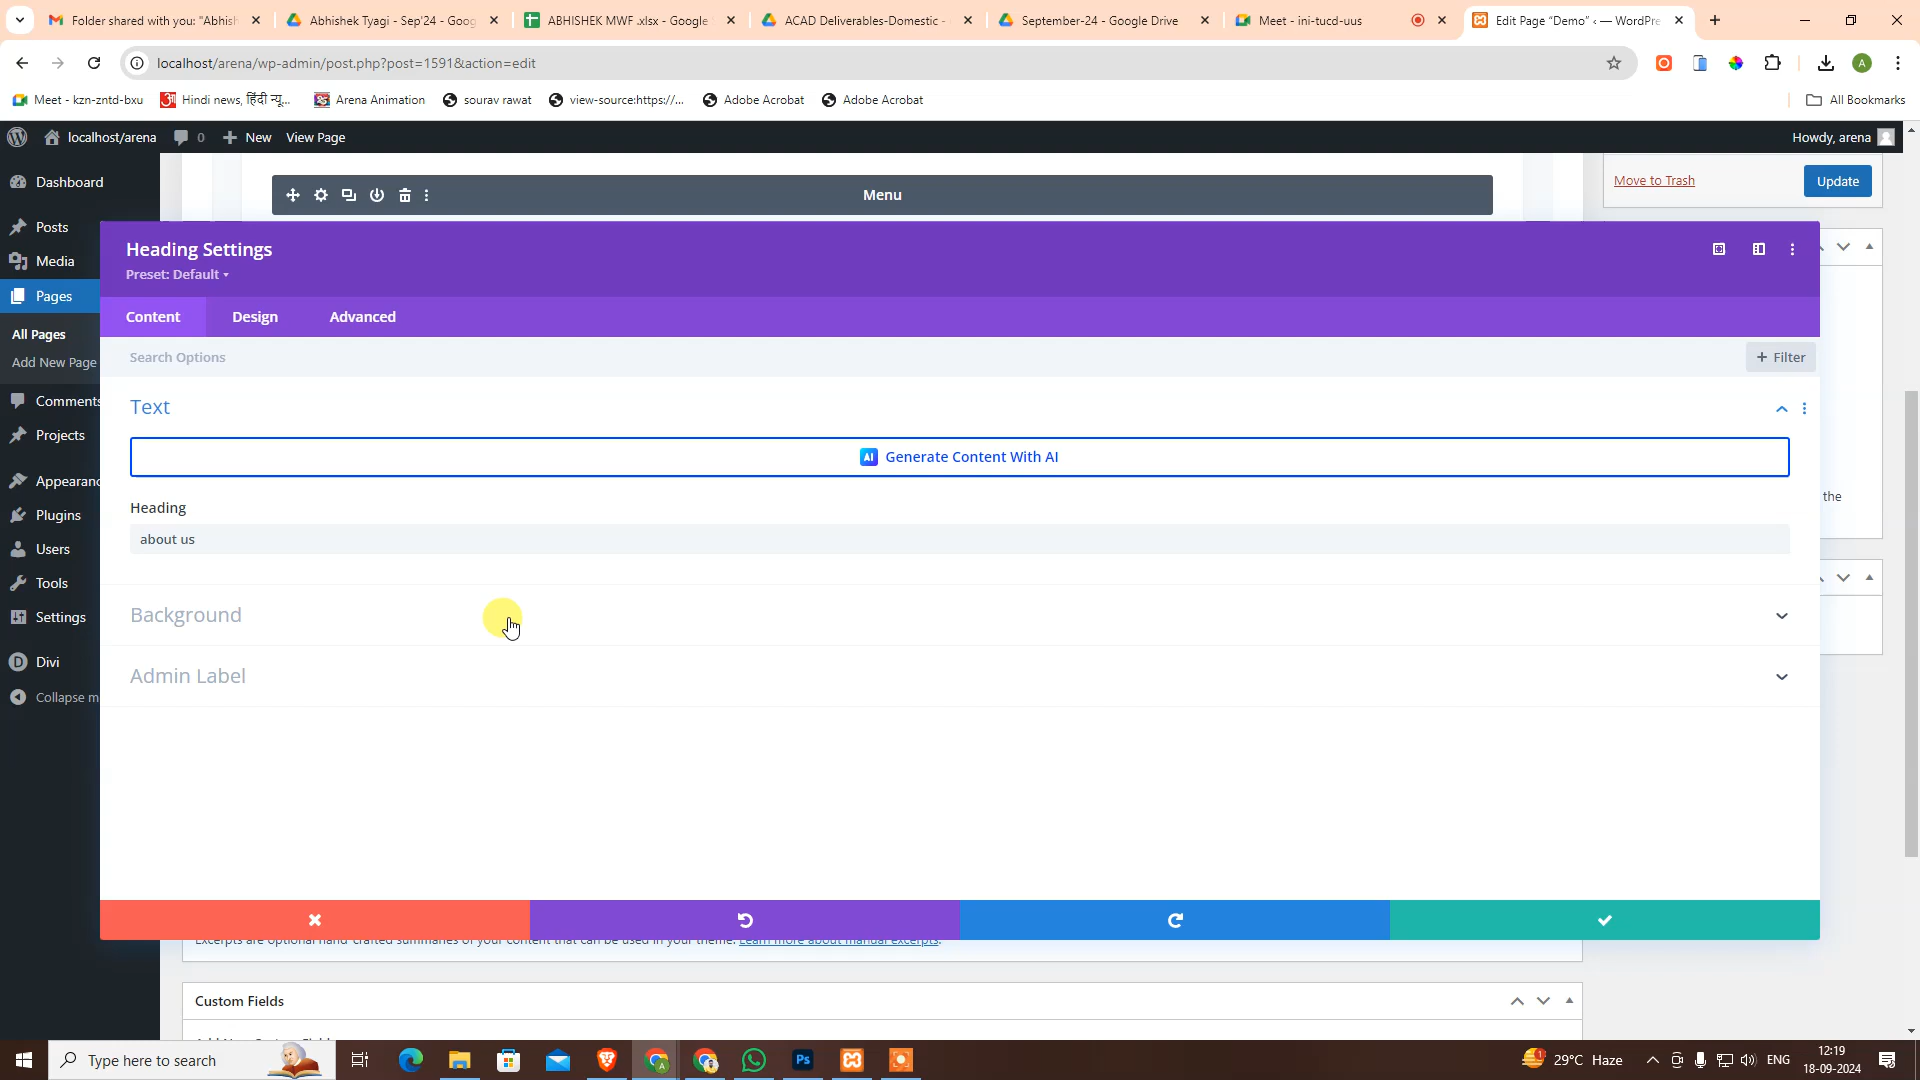 Folder shared with you: "Abhish
Abhishek Tyagi - Sep'24 - Goog
ABHISHEK MWF .xlsx - Google
ACAD Deliverables-Domestic -
September-24 - Google Drive
Meet - ini-tucd-uus
Edit Page “Demo” ‹ — WordPre
localhost/arena/wp-admin/post.php?post=1591&action=edit
A
Meet - kzn-zntd-bxu
Hindi news, हिंदी न्यू...
Arena Animation
sourav rawat
view-source:https://...
Adobe Acrobat
Adobe Acrobat
All Bookmarks
localhost/arena
0
New
View Page
Howdy, arena
Dashboard
Posts
Media
Pages
All Pages
Add New Page
Comments
Projects
Appearanc
Plugins
Users
Tools
Settings
Divi
Collapse m
Menu
Move to Trash
Update
Heading Settings
Preset: Default
Content
Design
Advanced
Search Options
+ Filter
Text
AI Generate Content With AI
Heading
about us
Background
Admin Label
the
Excerpts are optional hand-crafted summaries of your content that can be used in your theme. Learn more about manual excerpts.
Custom Fields
Type here to search
Ps
29°C Haze
ENG
12:19
18-09-2024